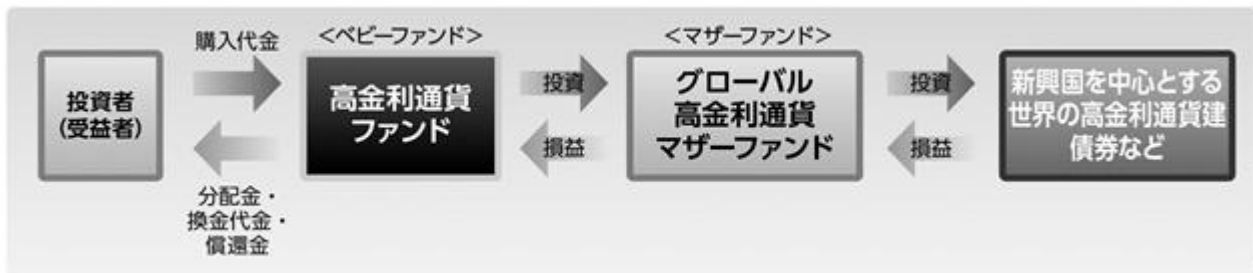 購入代金
<ベビーファンド>
<マザーファンド>
投資者
(受益者)
高金利通貨
ファンド
投資
損益
グローバル
高金利通貨
マザーファンド
投資
損益
新興国を中心とする
世界の高金利通貨建
債券など
分配金・
換金代金・
償還金